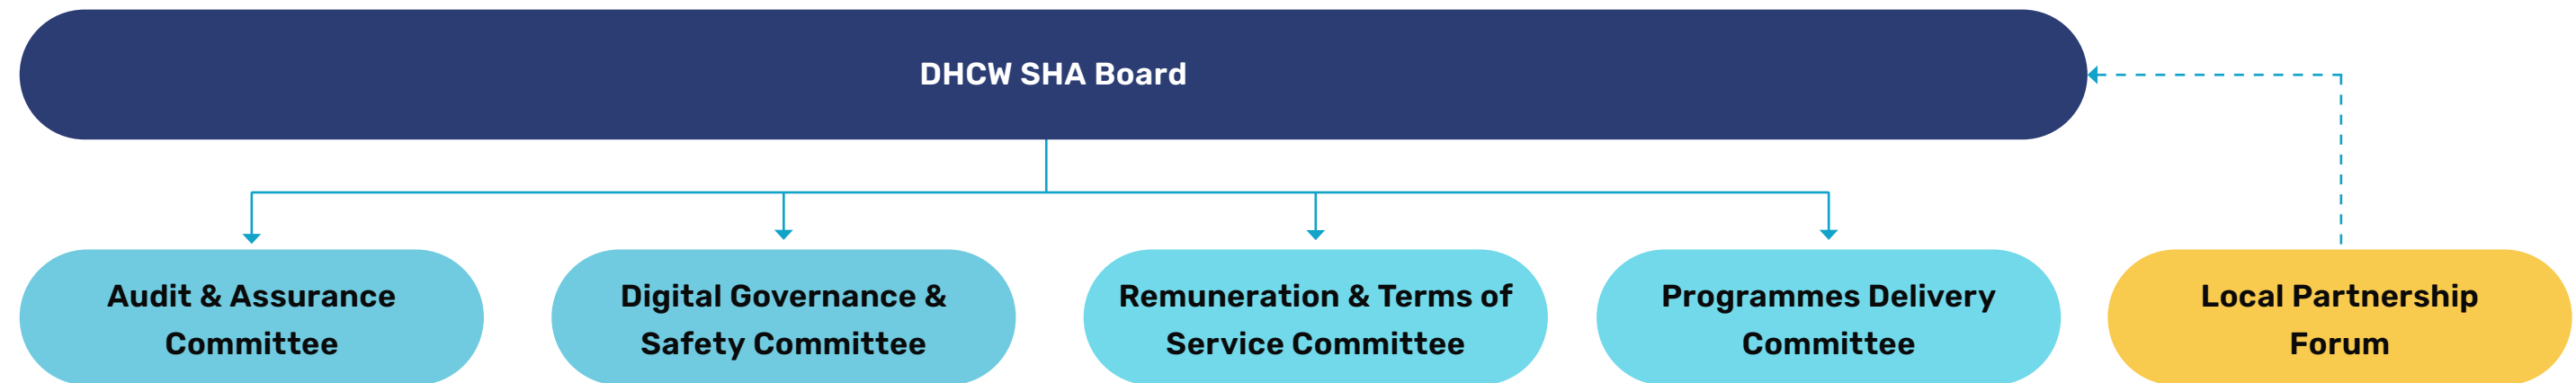 DHCW SHA Board
Audit & Assurance
Committee
Digital Governance &
Safety Committee
Remuneration & Terms of
Service Committee
Programmes Delivery
Committee
Local Partnership
Forum